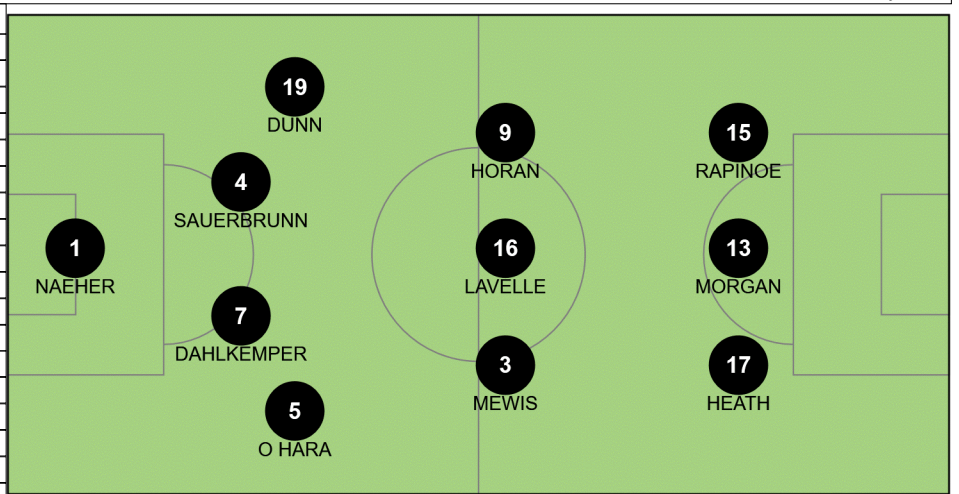 19
DUNN
9
HORAN
15
RAPINOE
4
SAUERBRUNN
1
NAEHER
16
LAVELLE
13
MORGAN
7
DAHLKEMPER
3
MEWIS
17
HEATH
5
O HARA